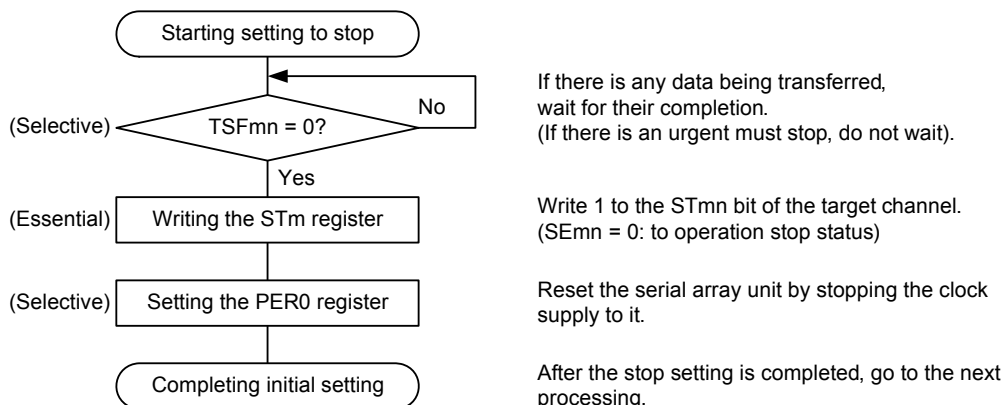 Starting setting to stop
No
If there is any data being transferred,
wait for their completion.
(If there is an urgent must stop, do not wait).
(Selective)
TSFmn = 0?
Yes
(Essential)
Writing the STm register
Write 1 to the STmn bit of the target channel.
(SEmn = 0: to operation stop status)
(Selective)
Setting the PER0 register
Reset the serial array unit by stopping the clock
supply to it.
Completing initial setting
After the stop setting is completed, go to the next
processing.